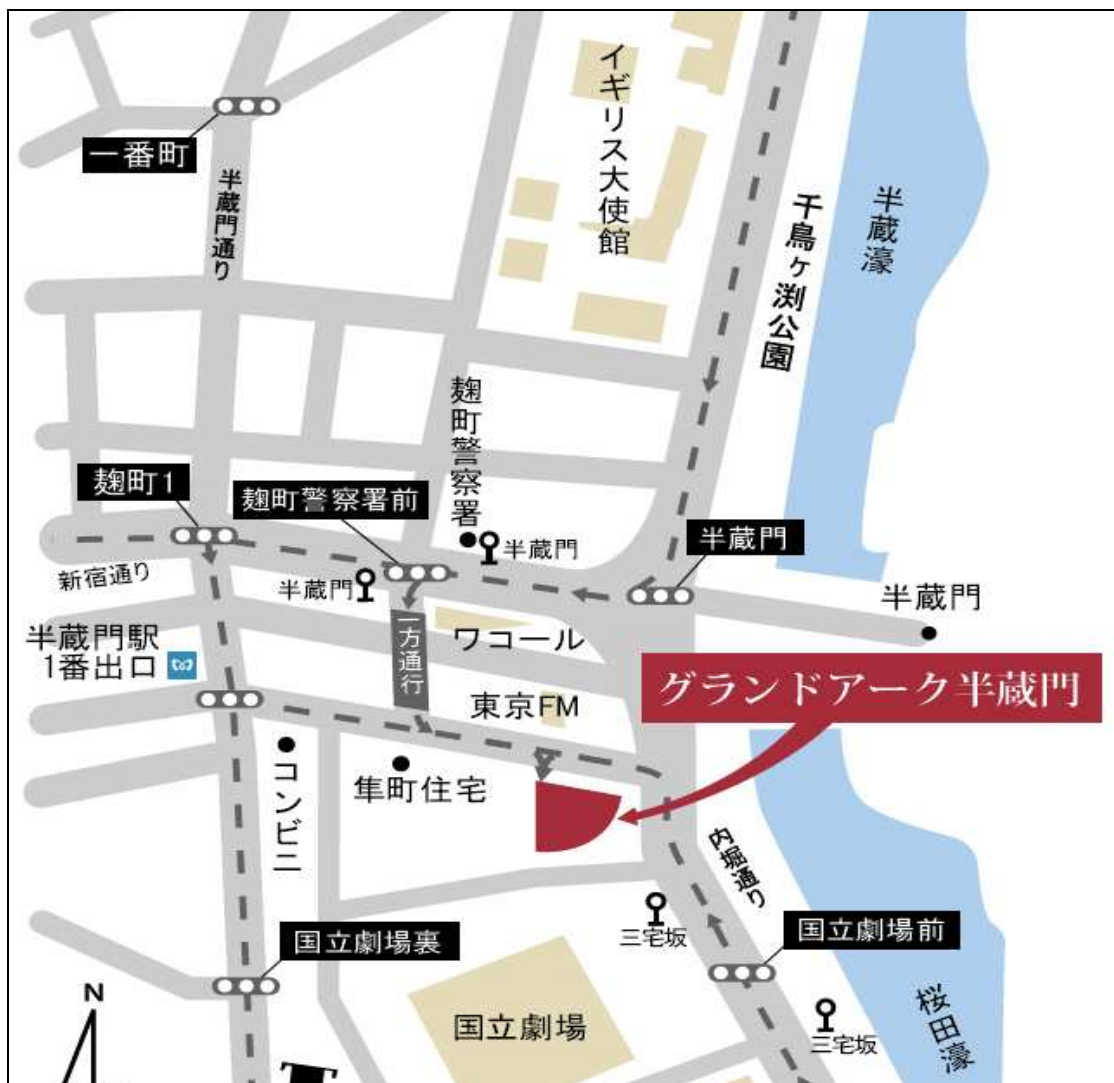 イギリス大使館
一番町
半蔵門通り
千鳥ヶ渕公園
半蔵濠
麹町警察署
麹町1
麹町警察署前
半蔵門
半蔵門
新宿通り
半蔵門
半蔵門
一方通行
ワコール
半蔵門駅
1番出口
グランドアーク半蔵門
東京FM
隼町住宅
コンビニ
内堀通り
三宅坂
国立劇場前
国立劇場裏
国立劇場
三宅坂
桜田濠
N